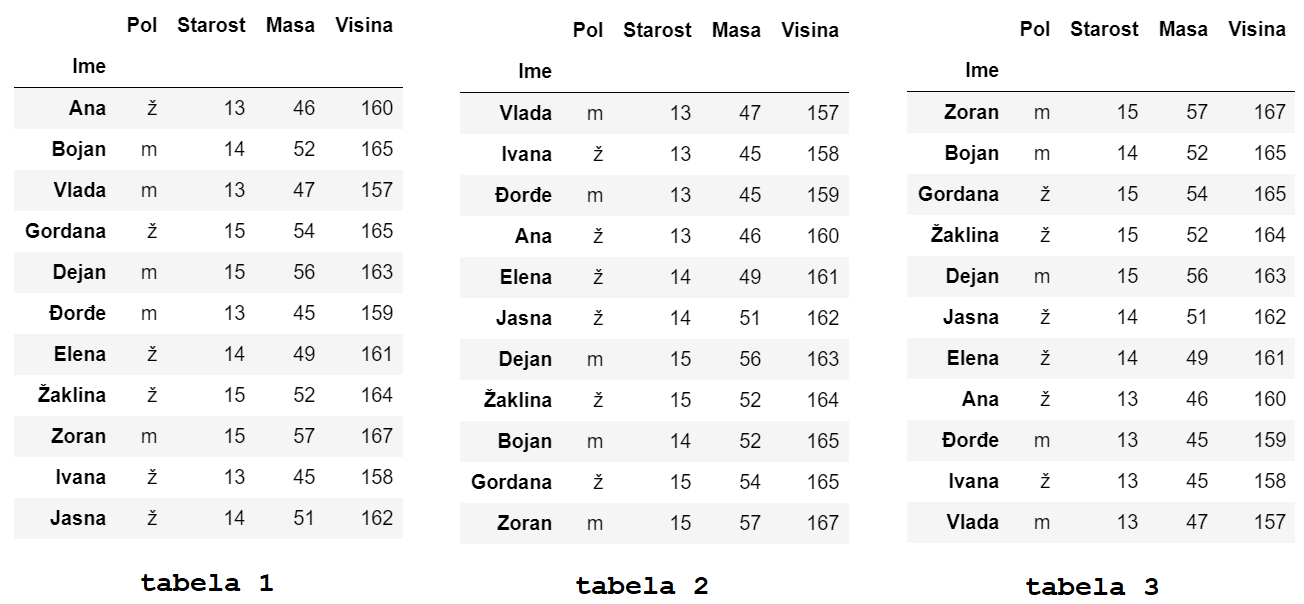 Pol Starost Masa Visina
Ime
Ana ž 13 46 160
Bojan m 14 52 165
Vlada m 13 47 157
Gordana ž 15 54 165
Dejan m 15 56 163
Đorđe m 13 45 159
Elena ž 14 49 161
Žaklina ž 15 52 164
Zoran m 15 57 167
Ivana ž 13 45 158
Jasna ž 14 51 162
tabela 1
Pol Starost Masa Visina
Ime
Vlada m 13 47 157
Ivana ž 13 45 158
Đorđe m 13 45 159
Ana ž 13 46 160
Elena ž 14 49 161
Jasna ž 14 51 162
Dejan m 15 56 163
Žaklina ž 15 52 164
Bojan m 14 52 165
Gordana ž 15 54 165
Zoran m 15 57 167
tabela 2
Pol Starost Masa Visina
Ime
Zoran m 15 57 167
Bojan m 14 52 165
Gordana ž 15 54 165
Žaklina ž 15 52 164
Dejan m 15 56 163
Jasna ž 14 51 162
Elena ž 14 49 161
Ana ž 13 46 160
Đorđe m 13 45 159
Ivana ž 13 45 158
Vlada m 13 47 157
tabela 3